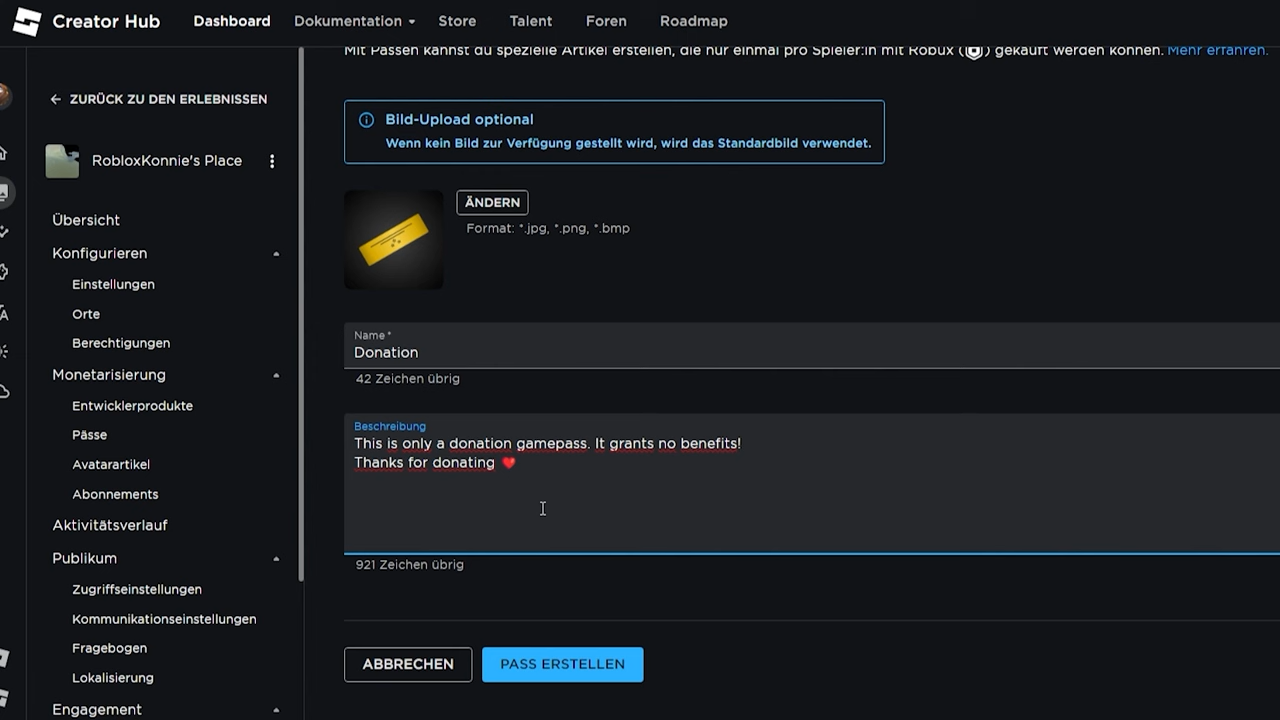 Creator Hub
Dashboard
Dokumentation
Store
Talent
Foren
Roadmap
Mit Pässen kannst du spezielle Artikel erstellen, die nur einmal pro Spieler:in mit Robux ( ) gekauft werden können. Mehr erfahren.
ZURÜCK ZU DEN ERLEBNISSEN
RobloxKonnie's Place
Übersicht
Konfigurieren
Einstellungen
Orte
Berechtigungen
Monetarisierung
Entwicklerprodukte
Pässe
Avatarartikel
Abonnements
Aktivitätsverlauf
Publikum
Zugriffseinstellungen
Kommunikationseinstellungen
Fragebogen
Lokalisierung
Engagement
Bild-Upload optional
Wenn kein Bild zur Verfügung gestellt wird, wird das Standardbild verwendet.
ÄNDERN
Format: *.jpg, *.png, *.bmp
Name *
Donation
42 Zeichen übrig
Beschreibung
This is only a donation gamepass. It grants no benefits!
Thanks for donating ❤️
921 Zeichen übrig
ABBRECHEN
PASS ERSTELLEN